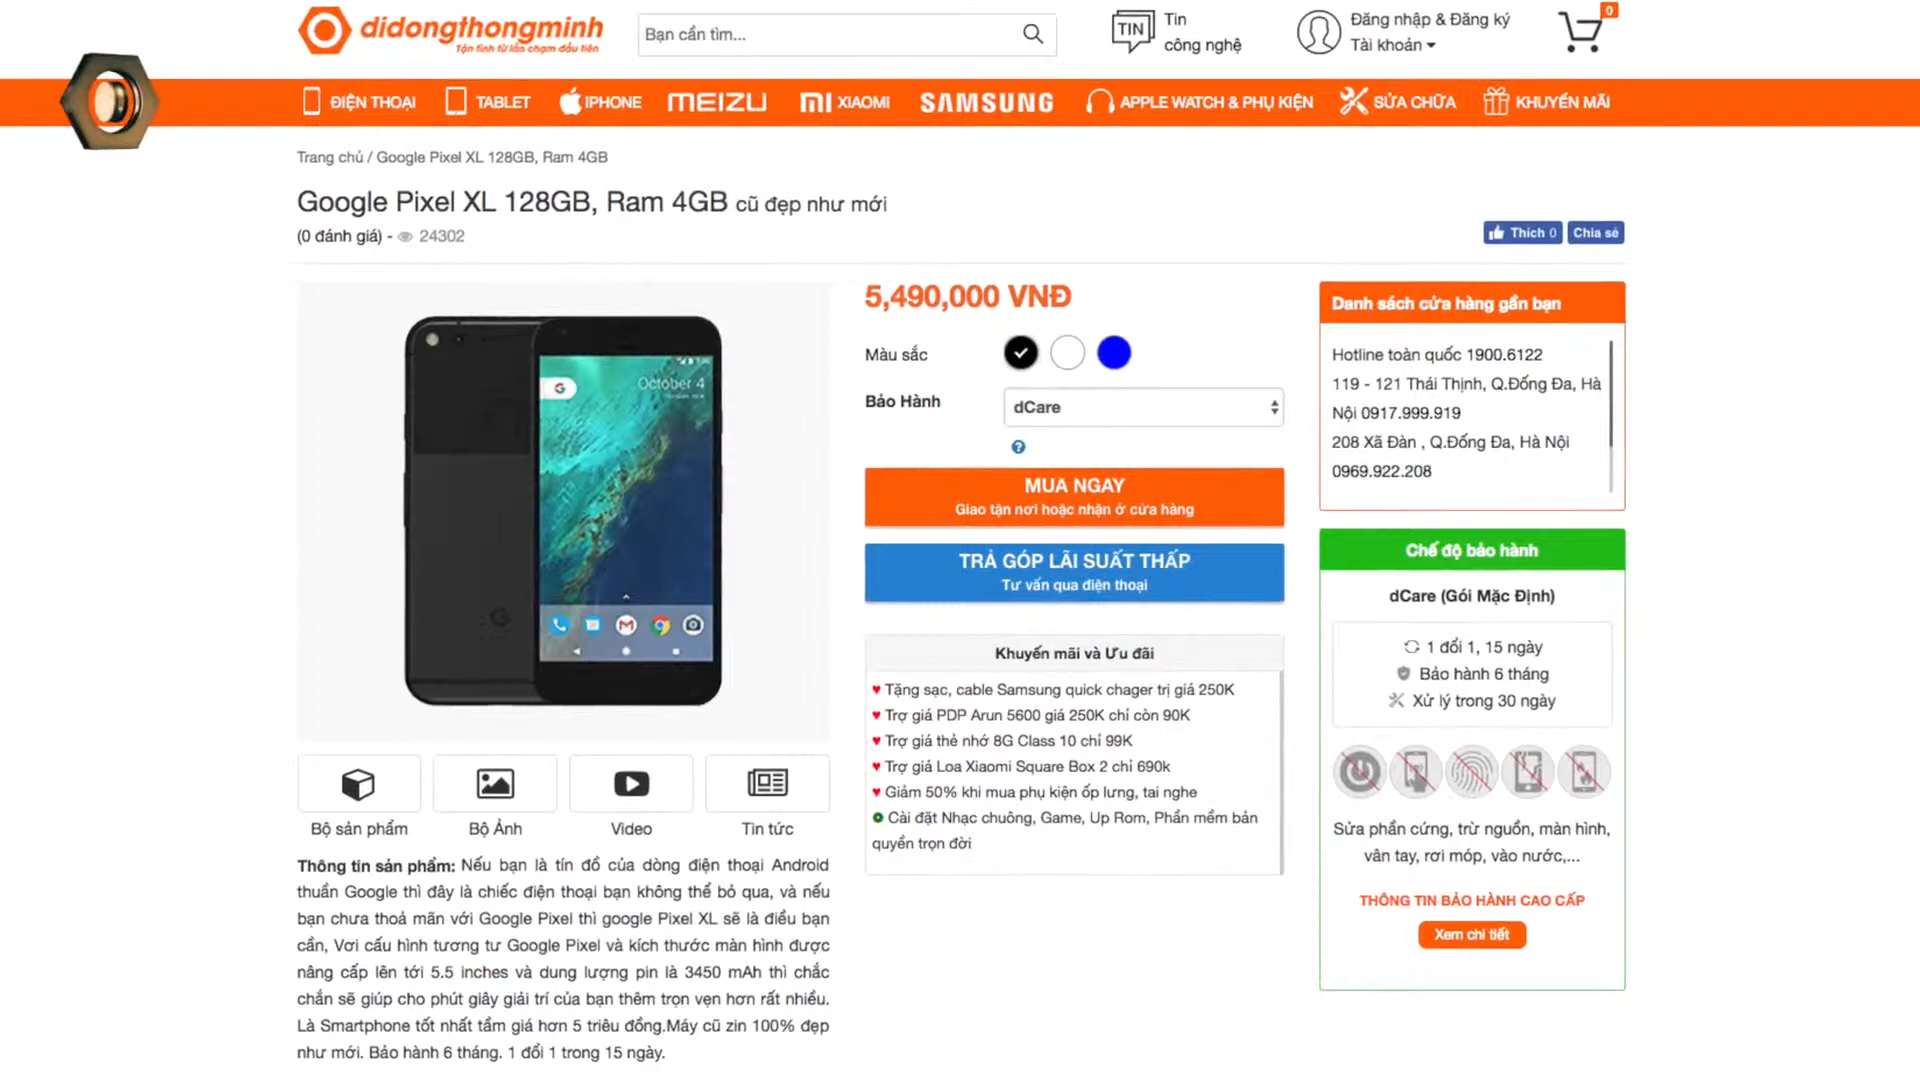 didongthongminh
Tận tình từ lần chạm đầu tiên
Bạn cần tìm...
TIN
Tin
công nghệ
Đăng nhập & Đăng ký
Tài khoản
0
ĐIỆN THOẠI
TABLET
IPHONE
MEIZU
MI XIAOMI
SAMSUNG
APPLE WATCH & PHỤ KIỆN
SỬA CHỮA
KHUYẾN MÃI
Trang chủ / Google Pixel XL 128GB, Ram 4GB
Google Pixel XL 128GB, Ram 4GB cũ đẹp như mới
(0 đánh giá) - 24302
Thích 0
Chia sẻ
October 4
5,490,000 VNĐ
Màu sắc
Bảo Hành
dCare
MUA NGAY
Giao tận nơi hoặc nhận ở cửa hàng
TRẢ GÓP LÃI SUẤT THẤP
Tư vấn qua điện thoại
Khuyến mãi và Ưu đãi
♥ Tặng sạc, cable Samsung quick chager trị giá 250K
♥ Trợ giá PDP Arun 5600 giá 250K chỉ còn 90K
♥ Trợ giá thẻ nhớ 8G Class 10 chỉ 99K
♥ Trợ giá Loa Xiaomi Square Box 2 chỉ 690k
♥ Giảm 50% khi mua phụ kiện ốp lưng, tai nghe
Cài đặt Nhạc chuông, Game, Up Rom, Phần mềm bản
quyền trọn đời
Danh sách cửa hàng gần bạn
Hotline toàn quốc 1900.6122
119 - 121 Thái Thịnh, Q.Đống Đa, Hà
Nội 0917.999.919
208 Xã Đàn , Q.Đống Đa, Hà Nội
0969.922.208
Chế độ bảo hành
dCare (Gói Mặc Định)
1 đổi 1, 15 ngày
Bảo hành 6 tháng
Xử lý trong 30 ngày
Sửa phần cứng, trừ nguồn, màn hình,
vân tay, rơi móp, vào nước,...
THÔNG TIN BẢO HÀNH CAO CẤP
Xem chi tiết
Bộ sản phẩm
Bộ Ảnh
Video
Tin tức
Thông tin sản phẩm: Nếu bạn là tín đồ của dòng điện thoại Android
thuần Google thì đây là chiếc điện thoại bạn không thể bỏ qua, và nếu
bạn chưa thoả mãn với Google Pixel thì google Pixel XL sẽ là điều bạn
cần, Vơi cấu hình tương tư Google Pixel và kích thước màn hình được
nâng cấp lên tới 5.5 inches và dung lượng pin là 3450 mAh thì chắc
chắn sẽ giúp cho phút giây giải trí của bạn thêm trọn vẹn hơn rất nhiều.
Là Smartphone tốt nhất tầm giá hơn 5 triệu đồng.Máy cũ zin 100% đẹp
như mới. Bảo hành 6 tháng. 1 đổi 1 trong 15 ngày.